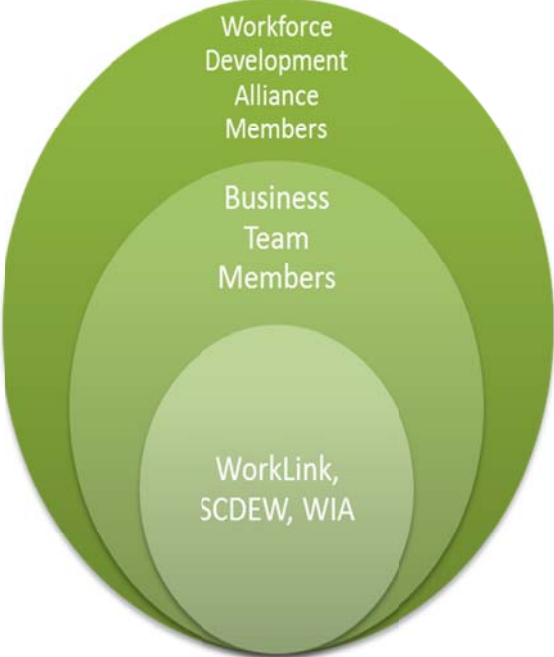 Workforce
Development
Alliance
Members
Business
Team
Members
WorkLink,
SCDEW, WIA